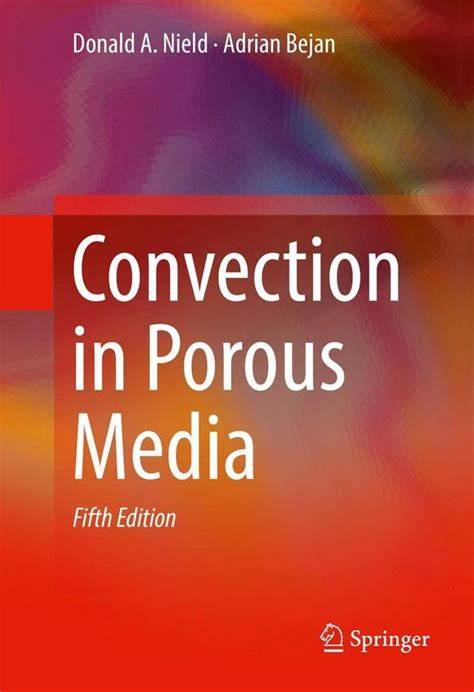 Donald A. Nield · Adrian Bejan
Convection
in Porous
Media
Fifth Edition
Springer